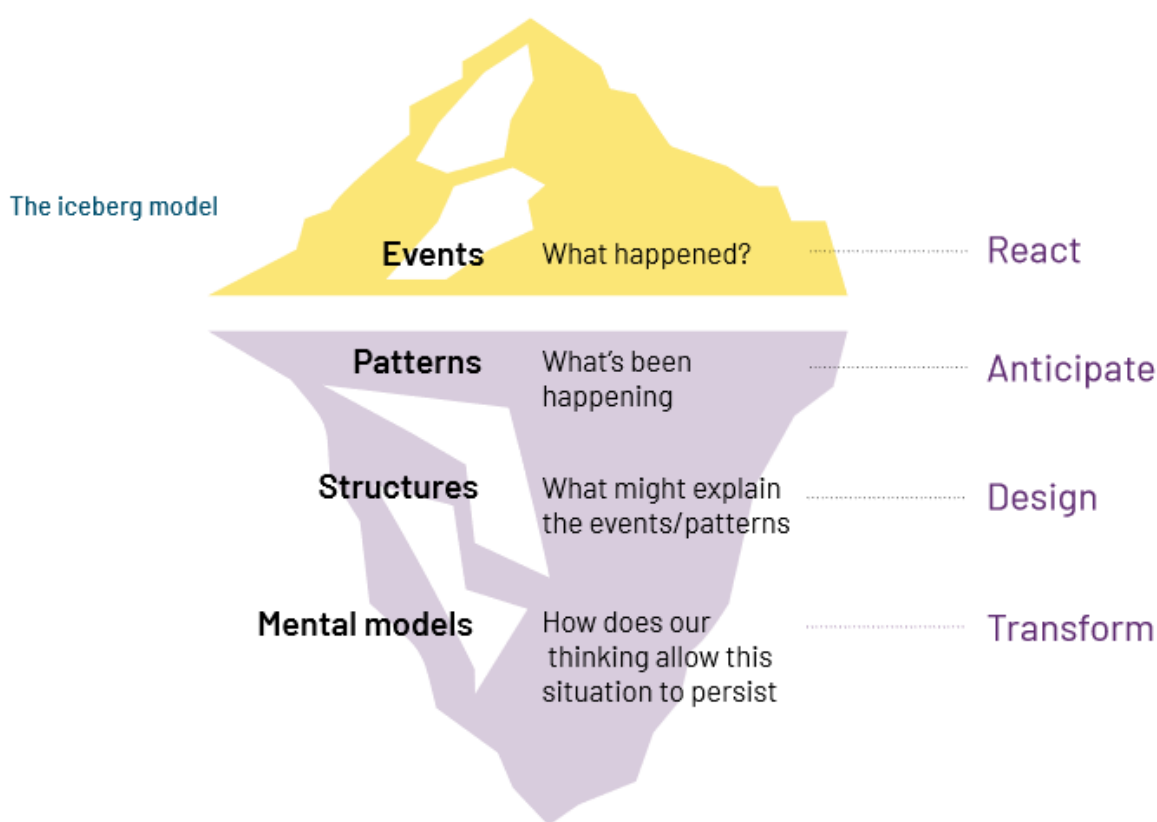 The iceberg model
Events What happened? React
Patterns What's been Anticipate
happening
Structures What might explain Design
the events/patterns
Mental models How does our Transform
thinking allow this
situation to persist